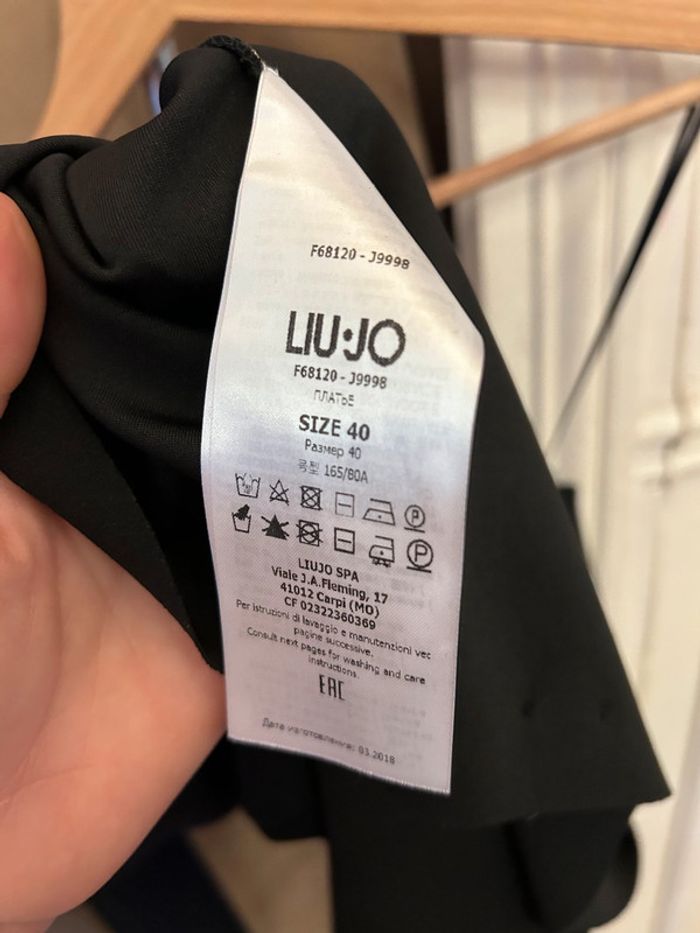 F68120 - J9998
LIU·JO
F68120 - J9998
ПЛАТЬЕ
SIZE 40
Размер 40
号型 165/80A
P
P
LIUJO SPA
Viale J.A.Fleming, 17
41012 Carpi (MO)
CF 02322360369
Per istruzioni di lavaggio e manutenzioni vec
pagine successive.
Consult next pages for washing and care
instructions.
EAC
Дата изготовления: 03.2018